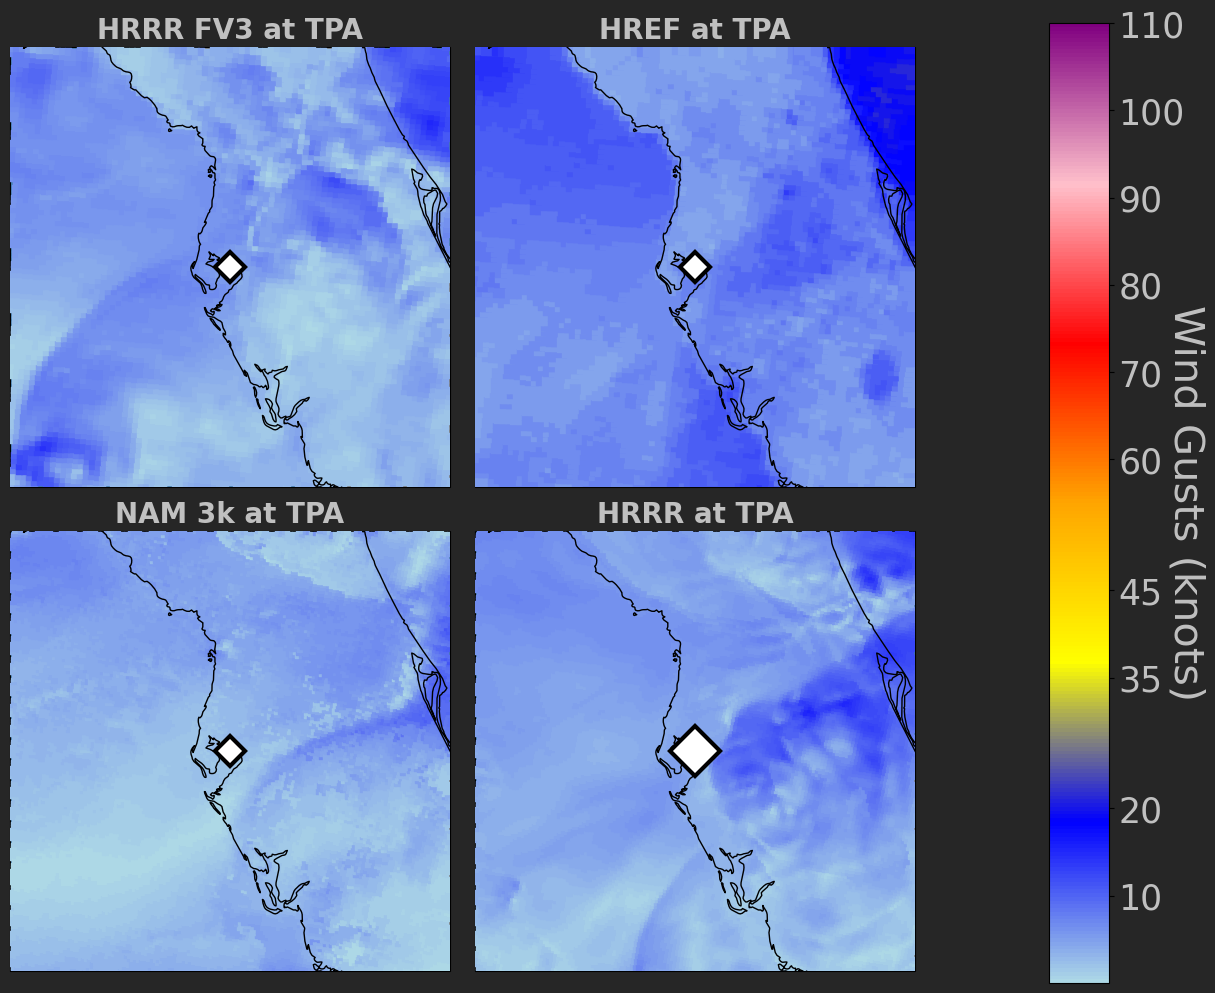 HRRR FV3 at TPA
HREF at TPA
NAM 3k at TPA
HRRR at TPA
110
100
90
80
70
60
45
35
20
10
Wind Gusts (knots)